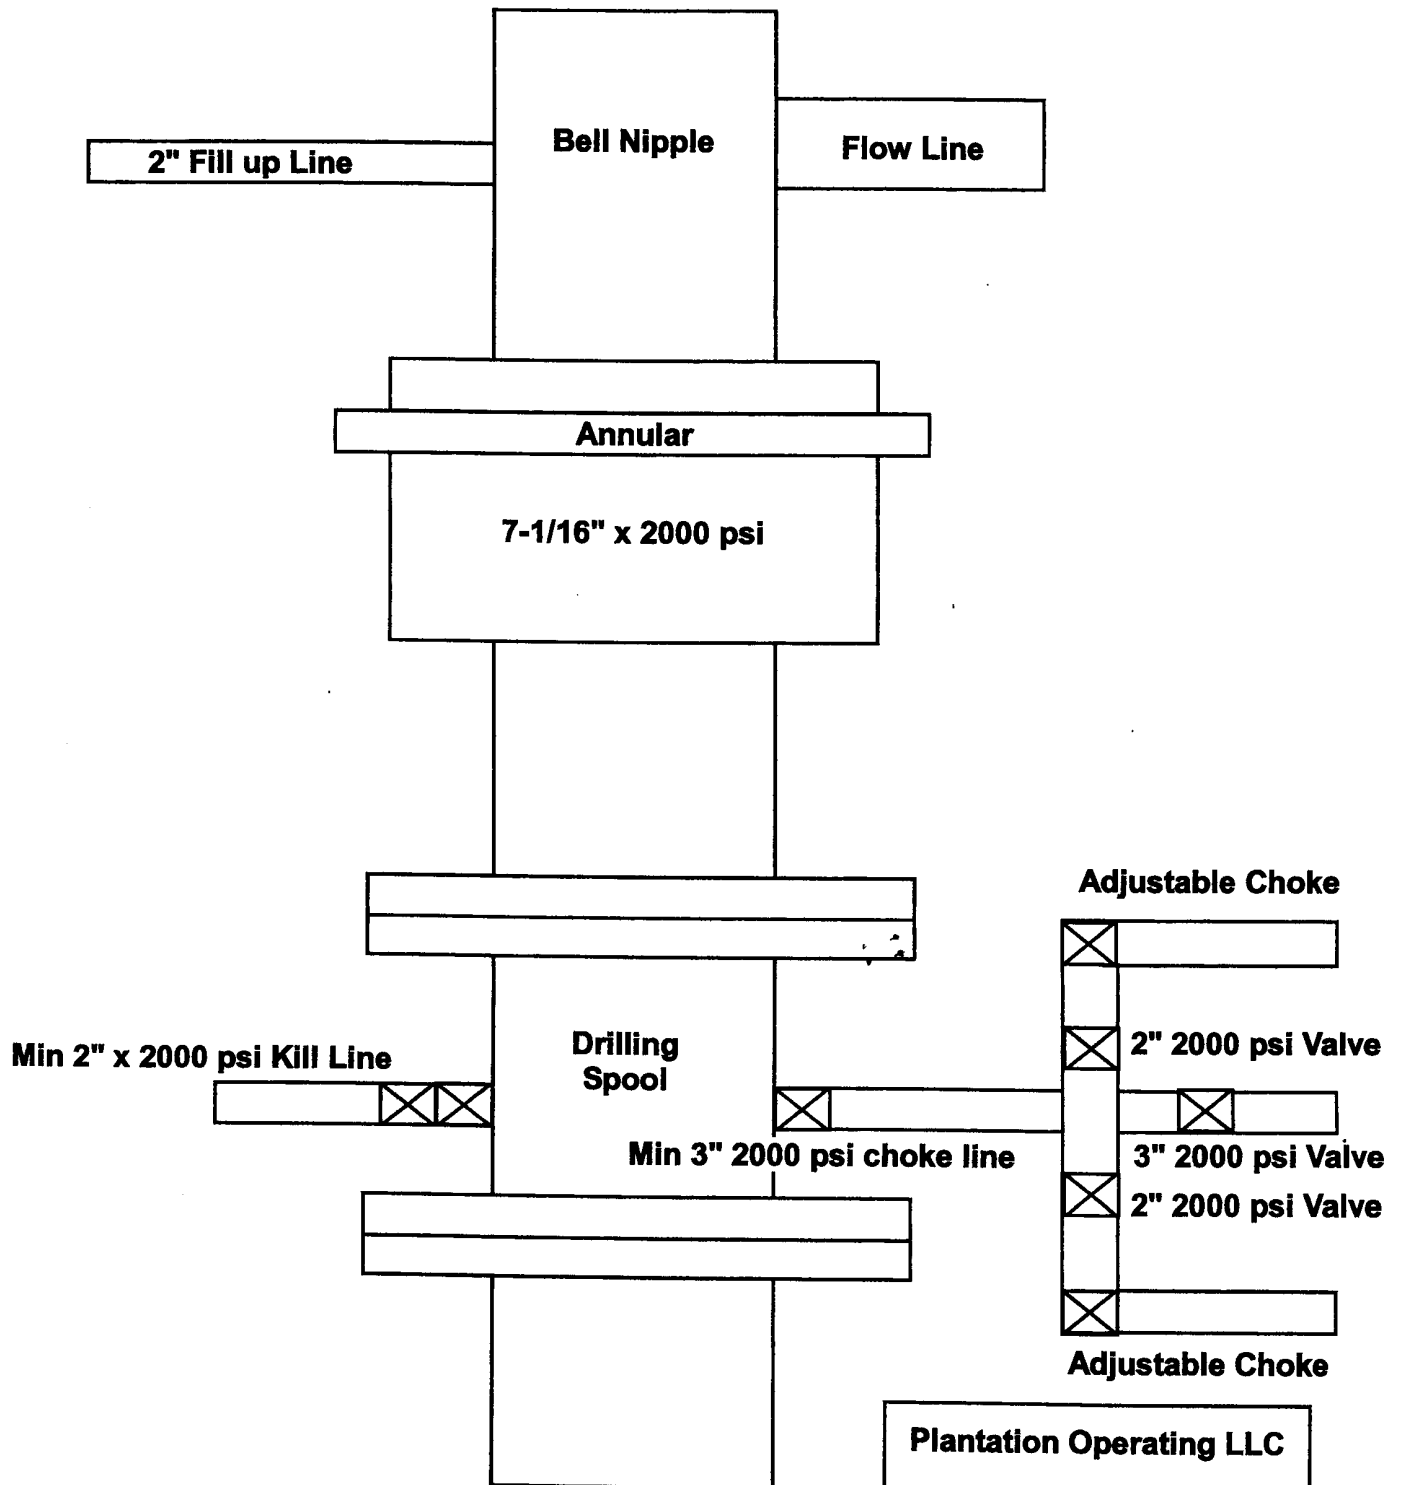 Bell Nipple
Flow Line
2" Fill up Line
Annular
7-1/16" x 2000 psi
Adjustable Choke
Drilling
Spool
2" 2000 psi Valve
Min 2" x 2000 psi Kill Line
Min 3" 2000 psi choke line
3" 2000 psi Valve
2" 2000 psi Valve
Adjustable Choke
Plantation Operating LLC